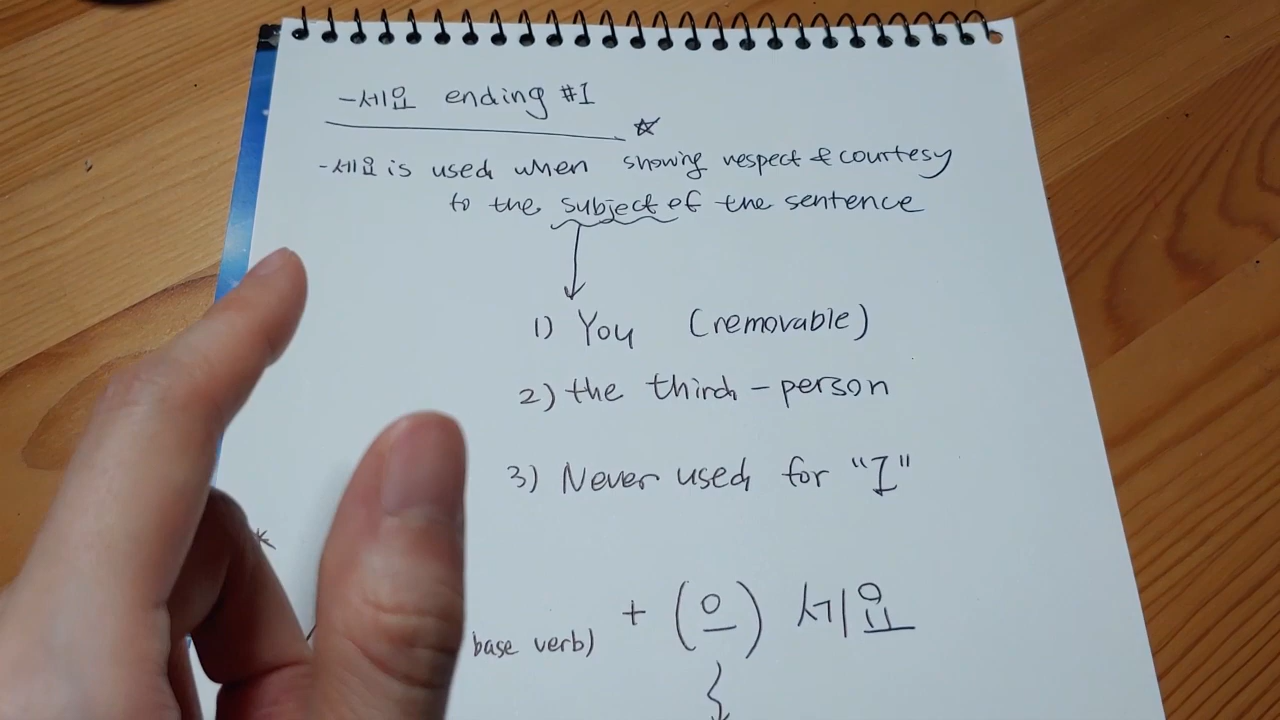 -세요 ending #1
-세요 is used when showing respect & courtesy
to the subject of the sentence
1) You (removable)
2) the third-person
3) Never used for "I"
base verb) + (으) 세요